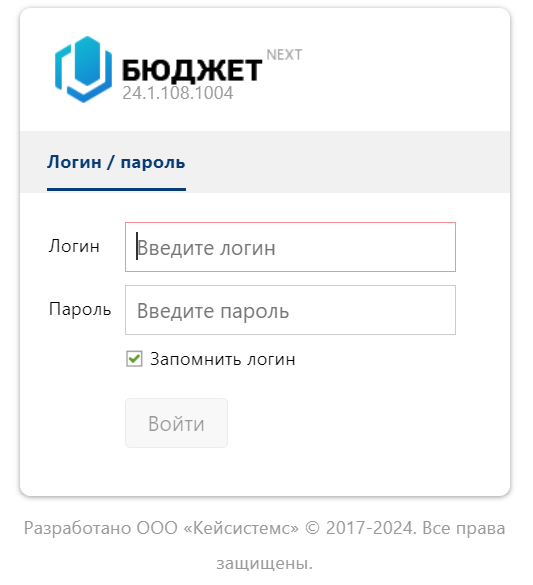 БЮДЖЕТ NEXT
24.1.108.1004
Логин / пароль
Логин Введите логин
Пароль Введите пароль
Запомнить логин
Войти
Разработано ООО «Кейсистемс» © 2017-2024. Все права
защищены.